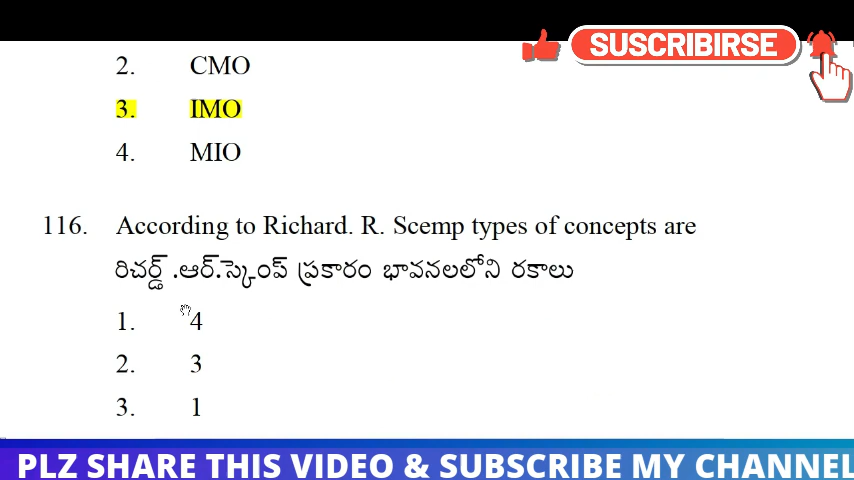 SUSCRIBIRSE
2. CMO
3. IMO
4. MIO
116. According to Richard. R. Scemp types of concepts are
రిచర్డ్ .ఆర్.స్కెంప్ ప్రకారం భావనలలోని రకాలు
1. 4
2. 3
3. 1
PLZ SHARE THIS VIDEO & SUBSCRIBE MY CHANNEL